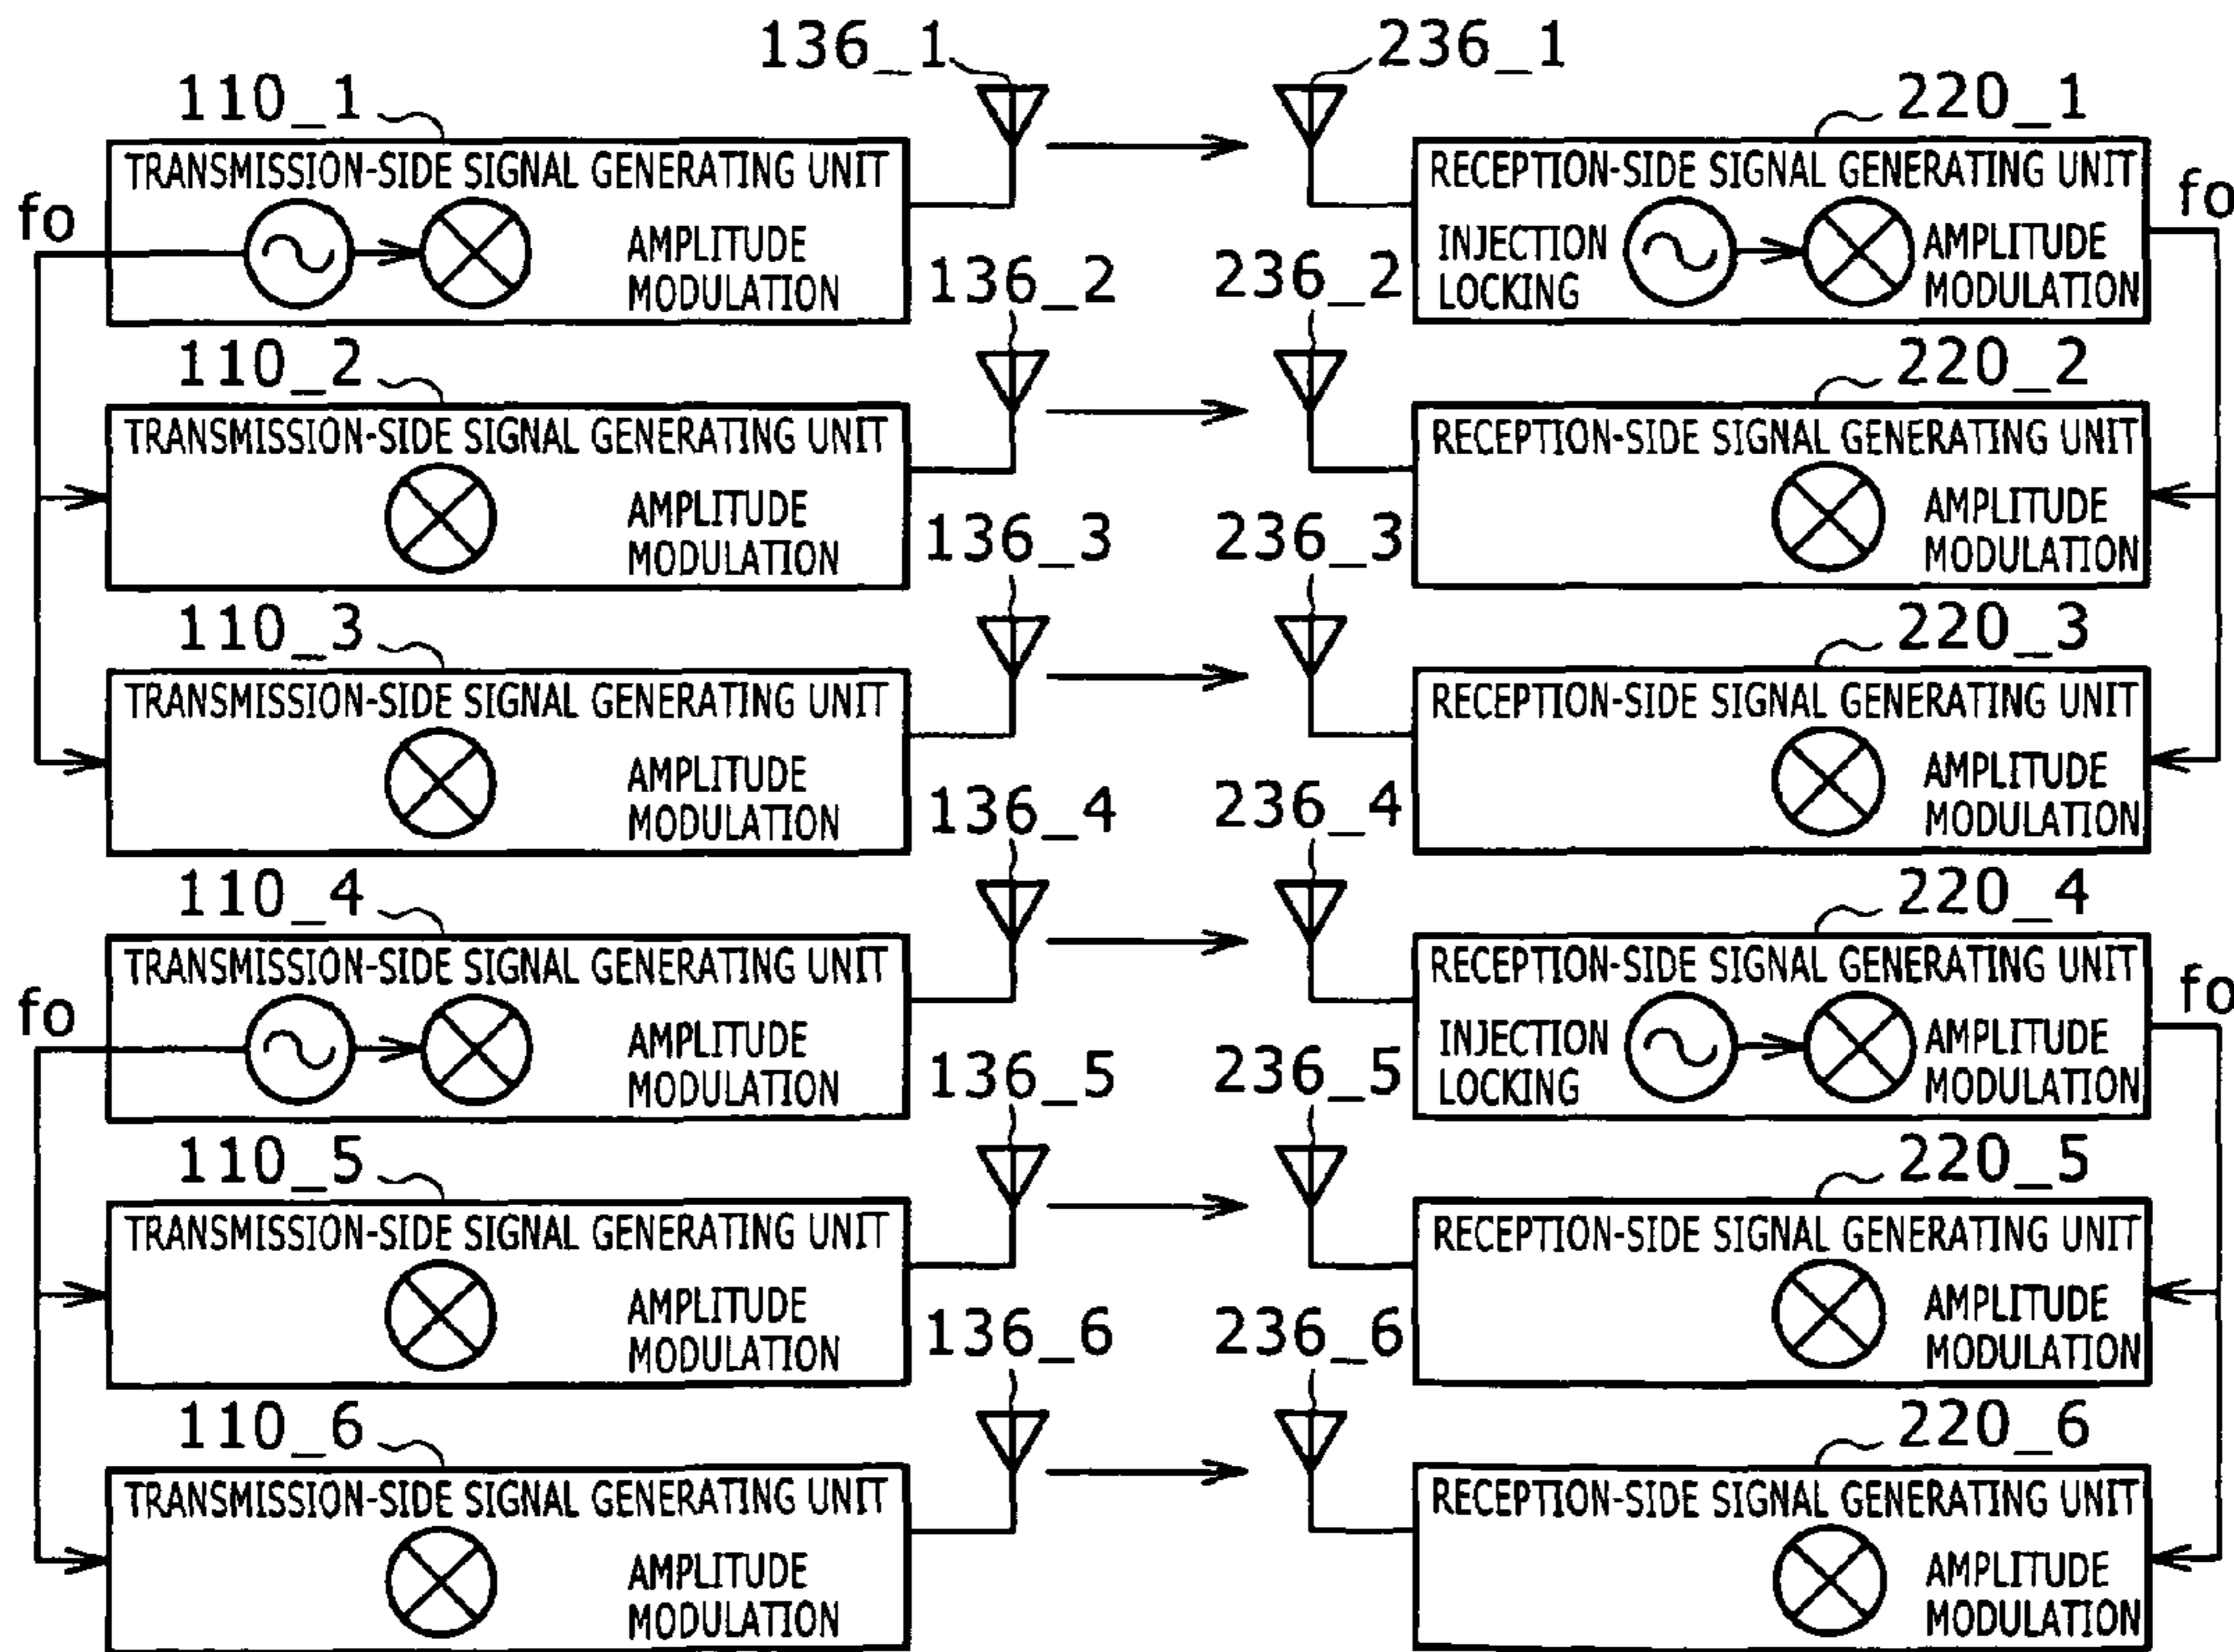 136_1
236_1
110_1
220_1
TRANSMISSION-SIDE SIGNAL GENERATING UNIT
RECEPTION-SIDE SIGNAL GENERATING UNIT
fo
fo
AMPLITUDE
MODULATION
INJECTION
LOCKING
AMPLITUDE
MODULATION
136_2
236_2
110_2
220_2
TRANSMISSION-SIDE SIGNAL GENERATING UNIT
RECEPTION-SIDE SIGNAL GENERATING UNIT
AMPLITUDE
MODULATION
AMPLITUDE
MODULATION
136_3
236_3
110_3
220_3
TRANSMISSION-SIDE SIGNAL GENERATING UNIT
RECEPTION-SIDE SIGNAL GENERATING UNIT
AMPLITUDE
MODULATION
AMPLITUDE
MODULATION
136_4
236_4
110_4
220_4
TRANSMISSION-SIDE SIGNAL GENERATING UNIT
RECEPTION-SIDE SIGNAL GENERATING UNIT
fo
fo
AMPLITUDE
MODULATION
INJECTION
LOCKING
AMPLITUDE
MODULATION
136_5
236_5
110_5
220_5
TRANSMISSION-SIDE SIGNAL GENERATING UNIT
RECEPTION-SIDE SIGNAL GENERATING UNIT
AMPLITUDE
MODULATION
AMPLITUDE
MODULATION
136_6
236_6
110_6
220_6
TRANSMISSION-SIDE SIGNAL GENERATING UNIT
RECEPTION-SIDE SIGNAL GENERATING UNIT
AMPLITUDE
MODULATION
AMPLITUDE
MODULATION